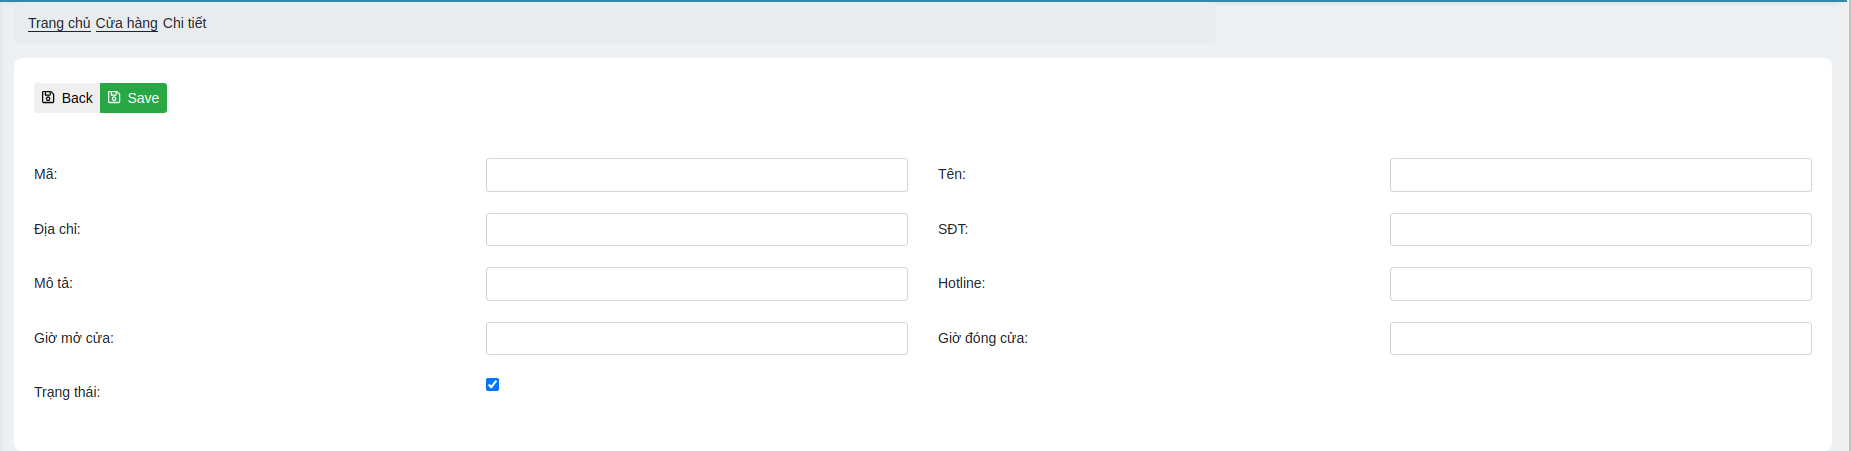 Trang chủ Cửa hàng Chi tiết
Back Save
Mã: Tên:
Địa chỉ: SĐT:
Mô tả: Hotline:
Giờ mở cửa: Giờ đóng cửa:
Trạng thái: